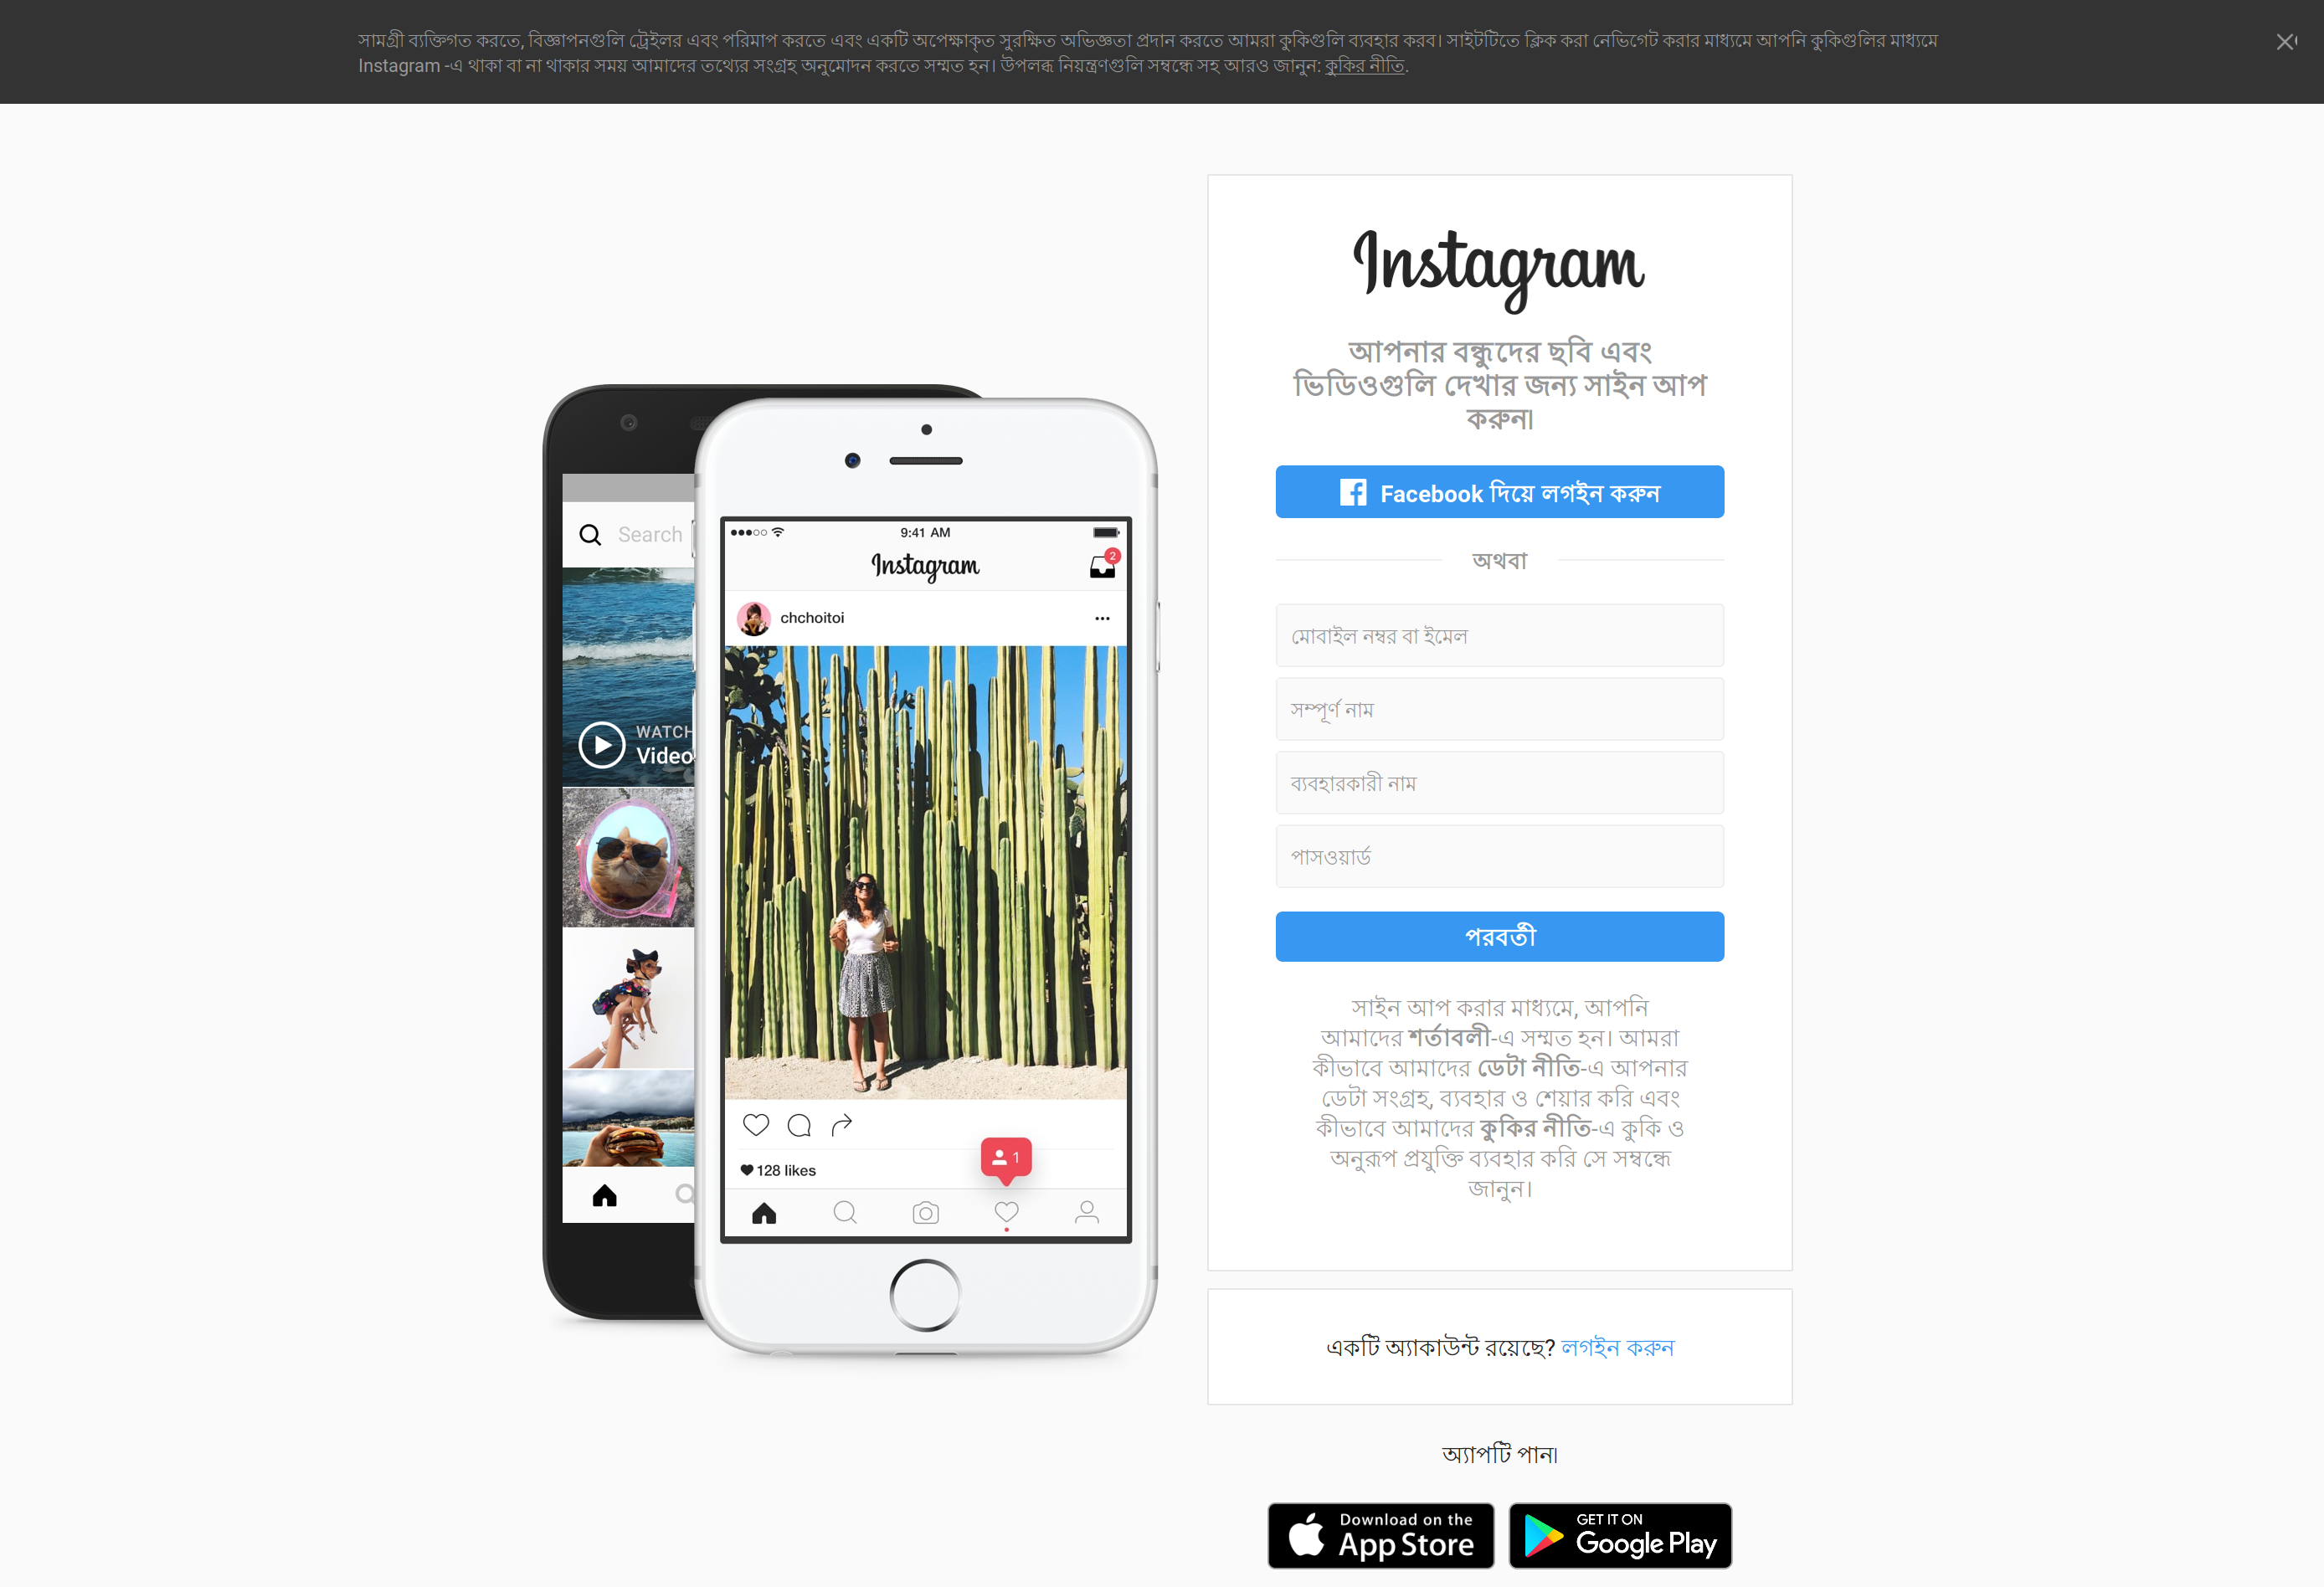 সামগ্রী ব্যক্তিগত করতে, বিজ্ঞাপনগুলি ট্রেইলর এবং পরিমাপ করতে এবং একটি অপেক্ষাকৃত সুরক্ষিত অভিজ্ঞতা প্রদান করতে আমরা কুকিগুলি ব্যবহার করব। সাইটটিতে ক্লিক করা নেভিগেট করার মাধ্যমে আপনি কুকিগুলির মাধ্যমে
Instagram -এ থাকা বা না থাকার সময় আমাদের তথ্যের সংগ্রহ অনুমোদন করতে সম্মত হন। উপলব্ধ নিয়ন্ত্রণগুলি সম্বন্ধে সহ আরও জানুন: কুকির নীতি.
Search
WATCH
Video
9:41 AM
Instagram
2
chchoitoi
128 likes
1
Instagram
আপনার বন্ধুদের ছবি এবং
ভিডিওগুলি দেখার জন্য সাইন আপ
করুন৷
Facebook দিয়ে লগইন করুন
অথবা
মোবাইল নম্বর বা ইমেল
সম্পূর্ণ নাম
ব্যবহারকারী নাম
পাসওয়ার্ড
পরবর্তী
সাইন আপ করার মাধ্যমে, আপনি
আমাদের শর্তাবলী-এ সম্মত হন। আমরা
কীভাবে আমাদের ডেটা নীতি-এ আপনার
ডেটা সংগ্রহ, ব্যবহার ও শেয়ার করি এবং
কীভাবে আমাদের কুকির নীতি-এ কুকি ও
অনুরূপ প্রযুক্তি ব্যবহার করি সে সম্বন্ধে
জানুন।
একটি অ্যাকাউন্ট রয়েছে? লগইন করুন
অ্যাপটি পান৷
Download on the
App Store
GET IT ON
Google Play